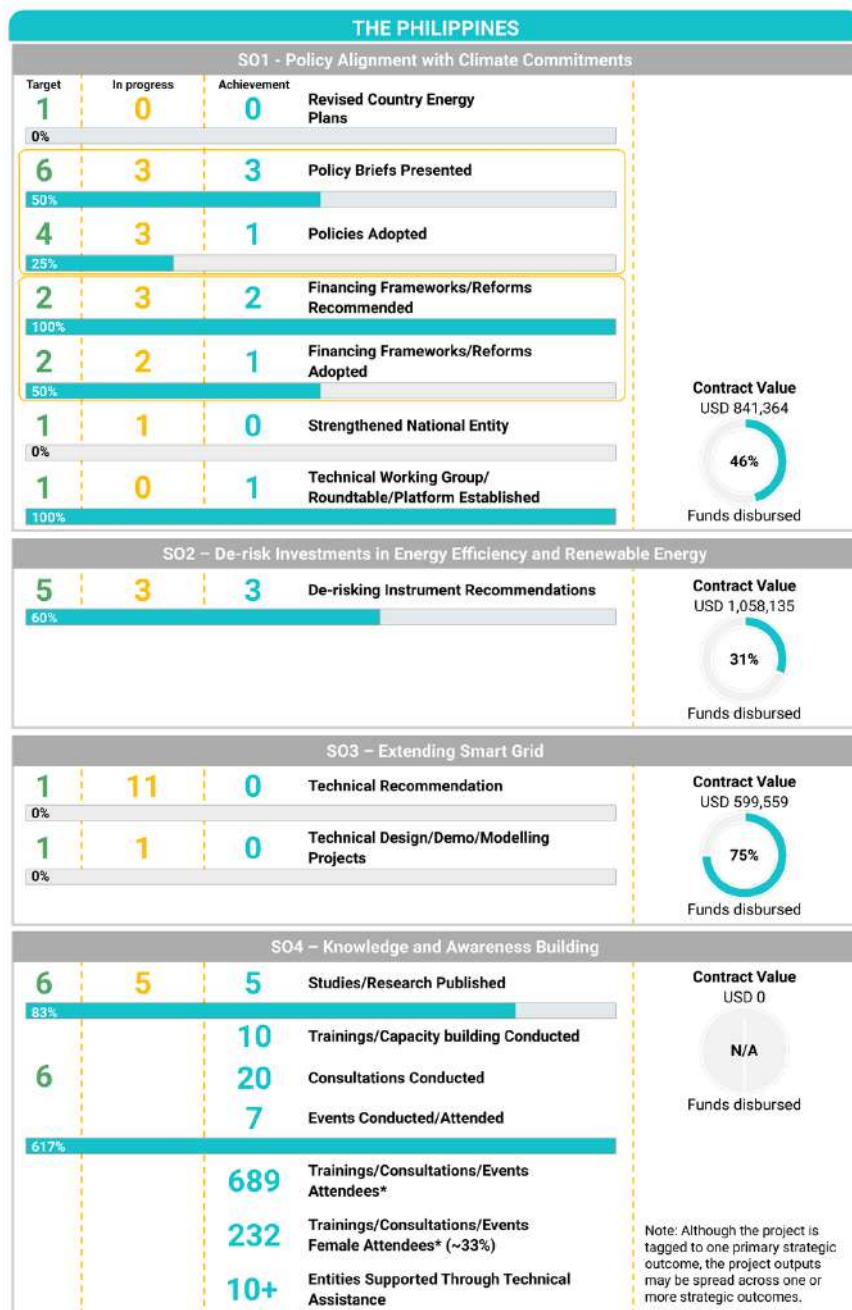 THE PHILIPPINES
SO1 - Policy Alignment with Climate Commitments
Target In progress Achievement
1 0 0 Revised Country Energy
Plans
0%
6 3 3 Policy Briefs Presented
50%
4 3 1 Policies Adopted
25%
2 3 2 Financing Frameworks/Reforms
Recommended
100%
2 2 1 Financing Frameworks/Reforms
Adopted
50%
1 1 0 Strengthened National Entity
0%
1 0 1 Technical Working Group/
Roundtable/Platform Established
100%
Contract Value
USD 841,364
46%
Funds disbursed
SO2 – De-risk Investments in Energy Efficiency and Renewable Energy
5 3 3 De-risking Instrument Recommendations
60%
Contract Value
USD 1,058,135
31%
Funds disbursed
SO3 – Extending Smart Grid
1 11 0 Technical Recommendation
0%
1 1 0 Technical Design/Demo/Modelling
Projects
0%
Contract Value
USD 599,559
75%
Funds disbursed
SO4 – Knowledge and Awareness Building
6 5 5 Studies/Research Published
83%
10 Trainings/Capacity building Conducted
6 20 Consultations Conducted
7 Events Conducted/Attended
617%
689 Trainings/Consultations/Events
Attendees*
232 Trainings/Consultations/Events
Female Attendees* (~33%)
10+ Entities Supported Through Technical
Assistance
Contract Value
USD 0
N/A
Funds disbursed
Note: Although the project is
tagged to one primary strategic
outcome, the project outputs
may be spread across one or
more strategic outcomes.